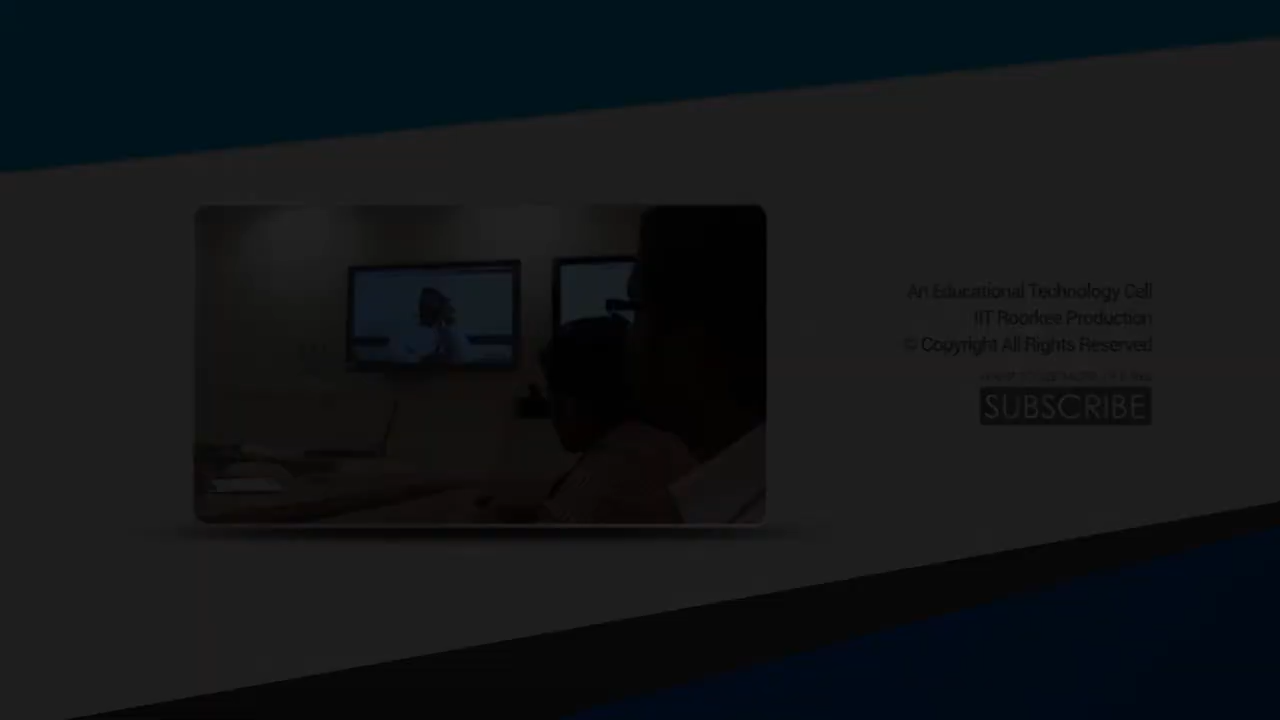 An Educational Technology Cell
IIT Roorkee Production
© Copyright All Rights Reserved
SUBSCRIBE